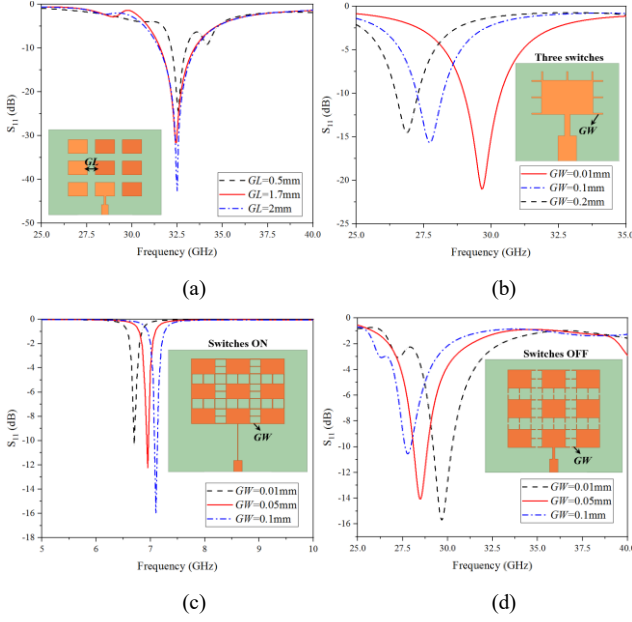 0
-10
-20
-30
-40
-50
S11 (dB)
25.0 27.5 30.0 32.5 35.0 37.5 40.0
Frequency (GHz)
GL
GL=0.5mm
GL=1.7mm
GL=2mm
(a)
0
-5
-10
-15
-20
-25
S11 (dB)
25.0 27.5 30.0 32.5 35.0
Frequency (GHz)
Three switches
GW
GW=0.01mm
GW=0.1mm
GW=0.2mm
(b)
0
-2
-4
-6
-8
-10
-12
-14
-16
-18
S11 (dB)
5 6 7 8 9 10
Frequency (GHz)
Switches ON
GW
GW=0.01mm
GW=0.05mm
GW=0.1mm
(c)
0
-2
-4
-6
-8
-10
-12
-14
-16
S11 (dB)
25.0 27.5 30.0 32.5 35.0 37.5 40.0
Frequency (GHz)
Switches OFF
GW
GW=0.01mm
GW=0.05mm
GW=0.1mm
(d)